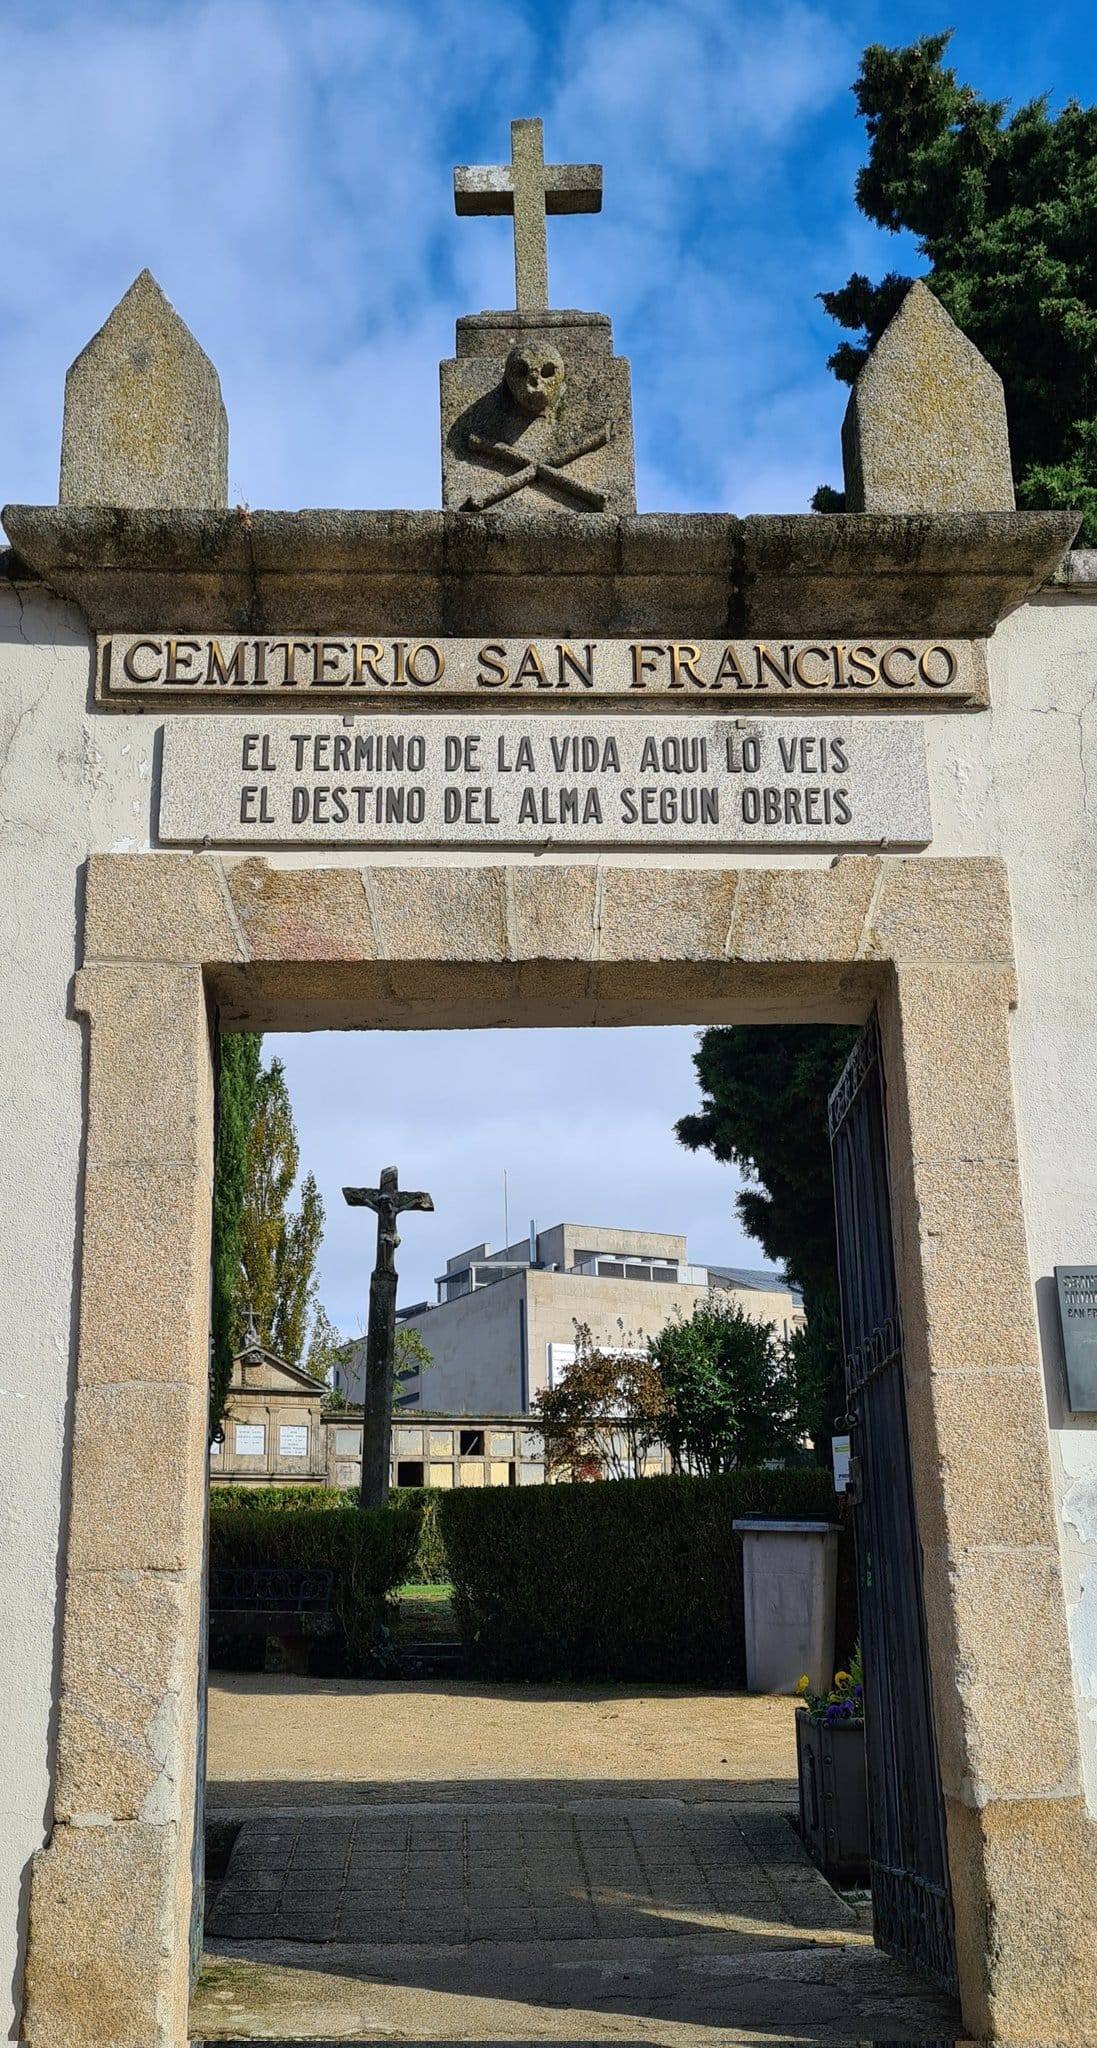 CEMITERIO SAN FRANCISCO
EL TERMINO DE LA VIDA AQUI LO VEIS
EL DESTINO DEL ALMA SEGUN OBREIS